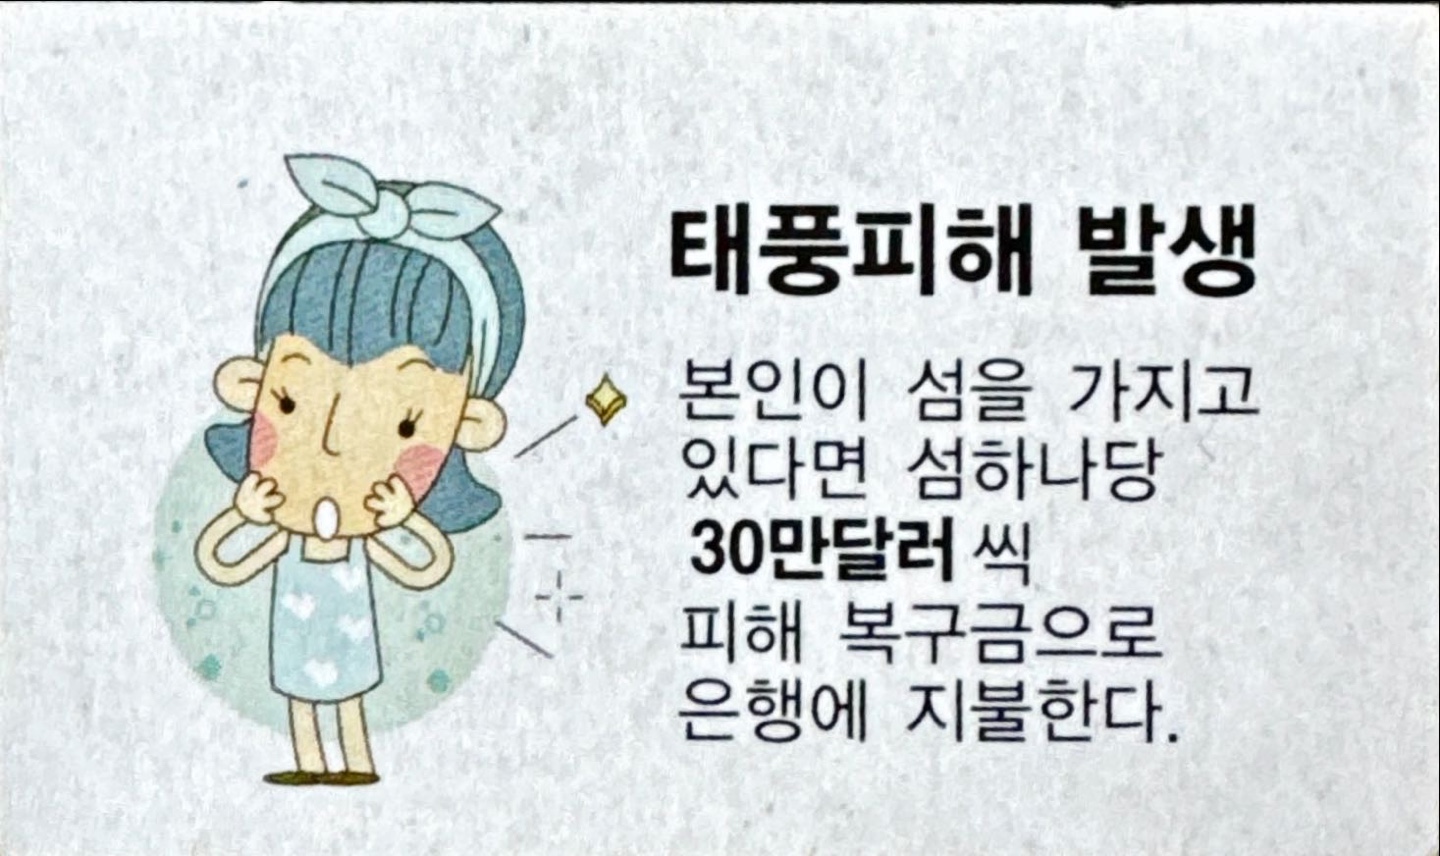 태풍피해 발생
본인이 섬을 가지고
있다면 섬하나당
30만달러 씩
피해 복구금으로
은행에 지불한다.